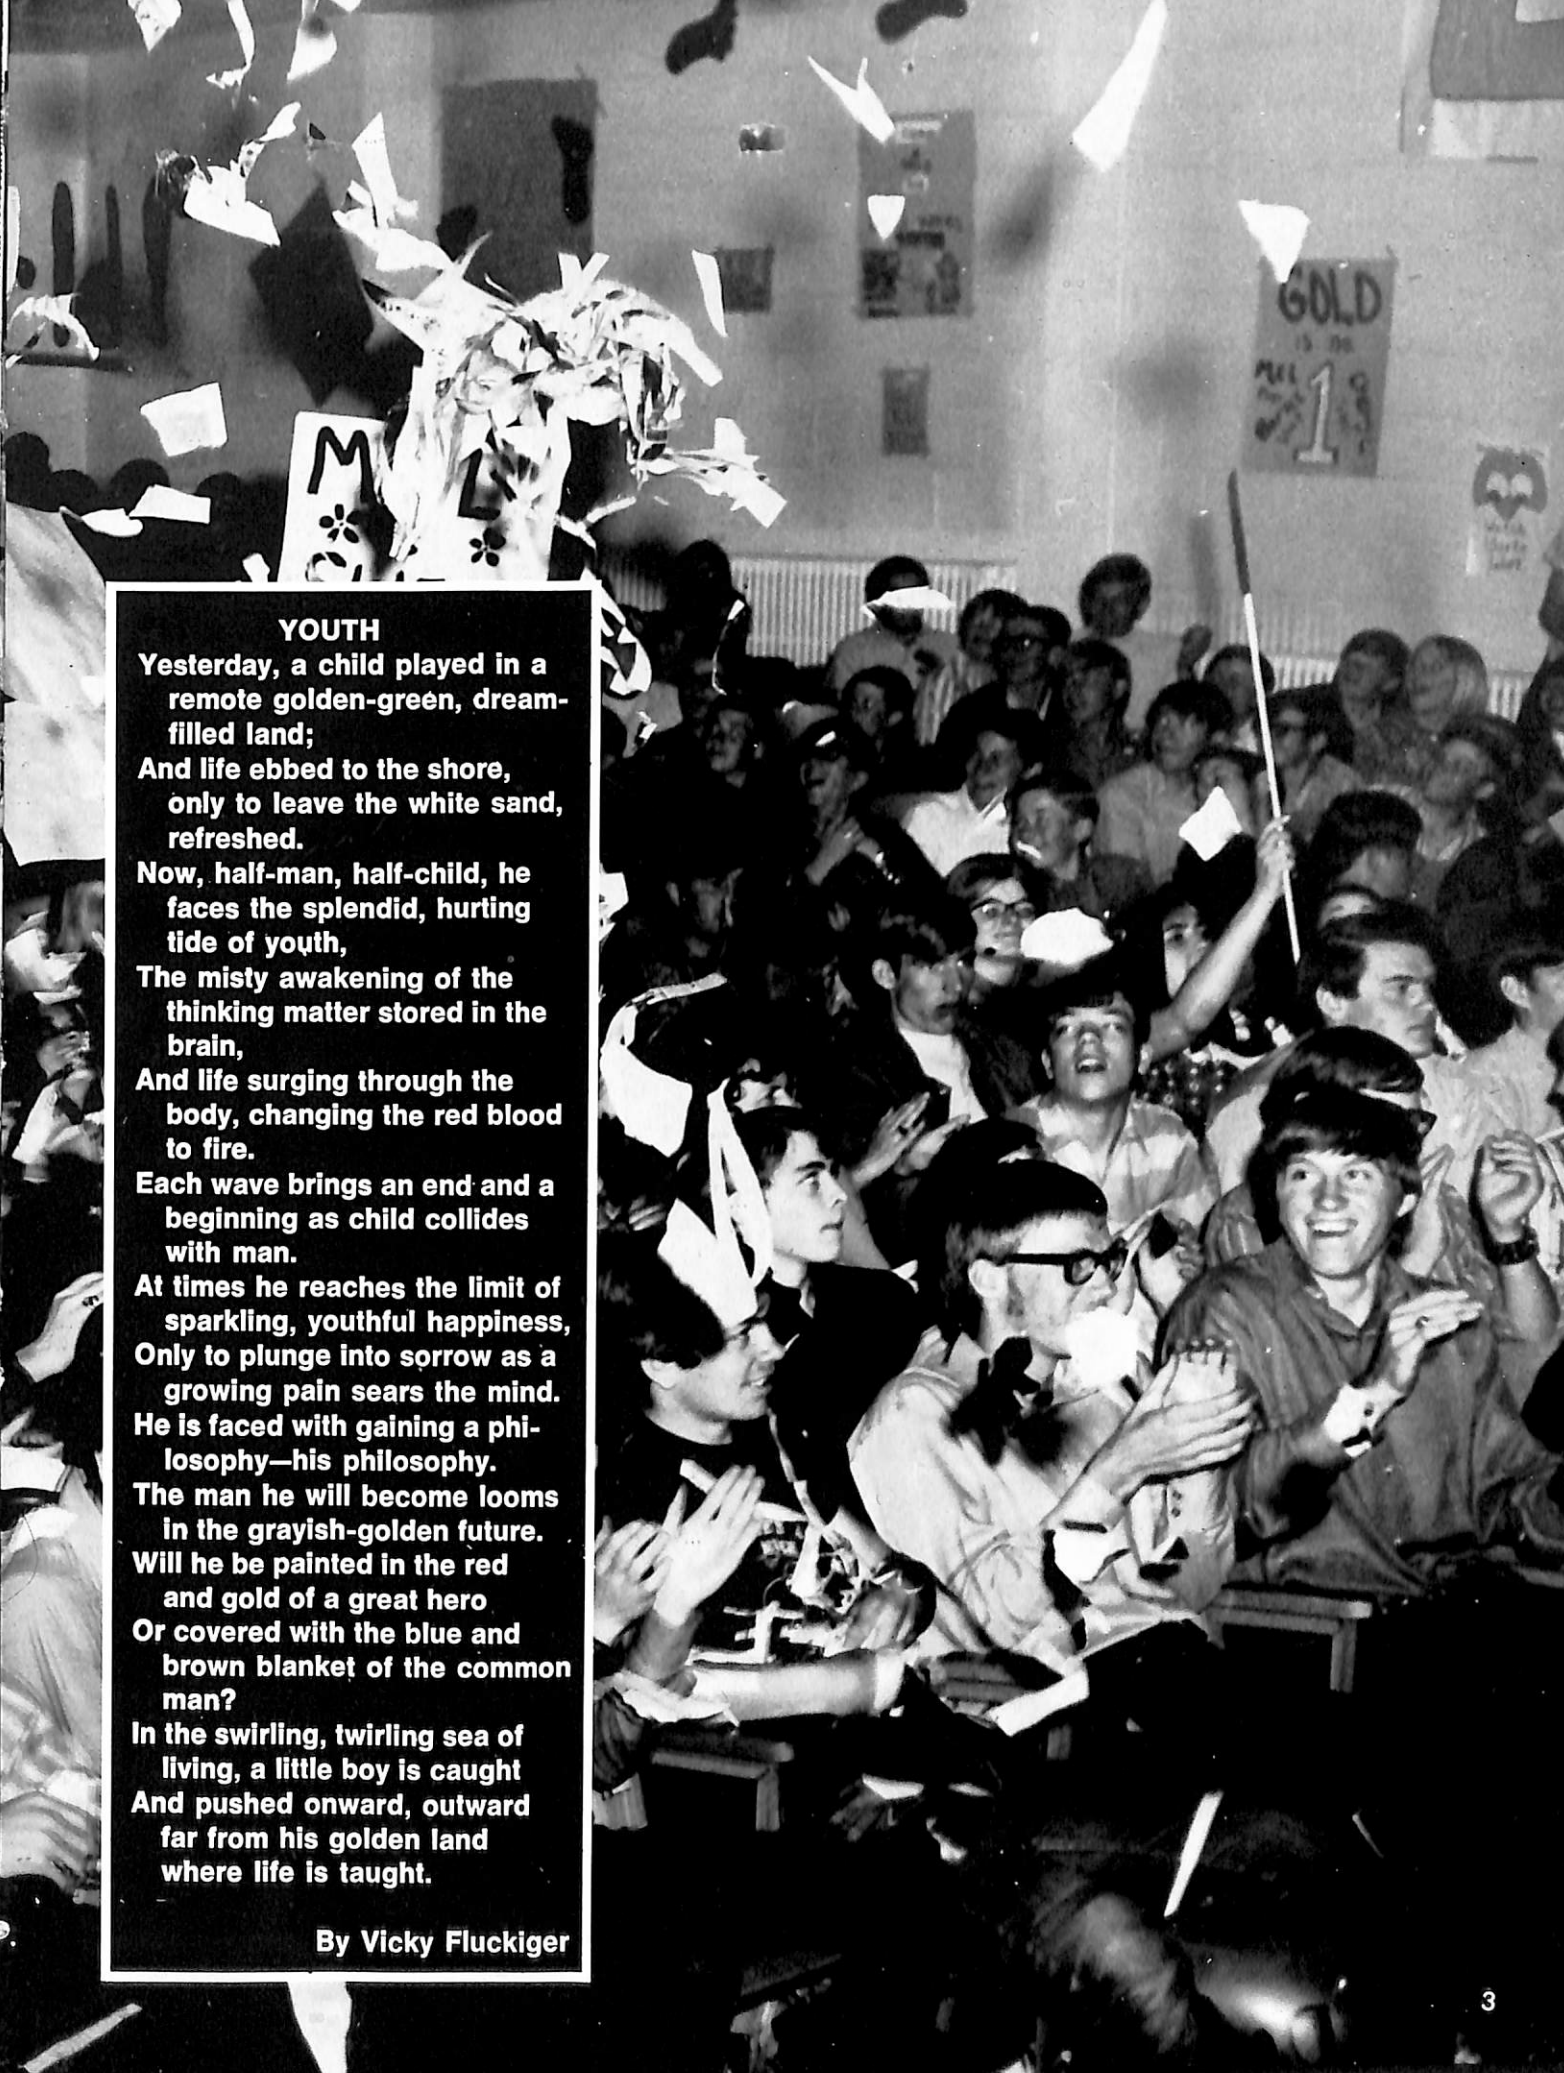 GOLD
is no
1
M
L
YOUTH
Yesterday, a child played in a
remote golden-green, dream-
filled land;
And life ebbed to the shore,
only to leave the white sand,
refreshed.
Now, half-man, half-child, he
faces the splendid, hurting
tide of youth,
The misty awakening of the
thinking matter stored in the
brain,
And life surging through the
body, changing the red blood
to fire.
Each wave brings an end and a
beginning as child collides
with man.
At times he reaches the limit of
sparkling, youthful happiness,
Only to plunge into sorrow as a
growing pain sears the mind.
He is faced with gaining a phi-
losophy—his philosophy.
The man he will become looms
in the grayish-golden future.
Will he be painted in the red
and gold of a great hero
Or covered with the blue and
brown blanket of the common
man?
In the swirling, twirling sea of
living, a little boy is caught
And pushed onward, outward
far from his golden land
where life is taught.
By Vicky Fluckiger
3